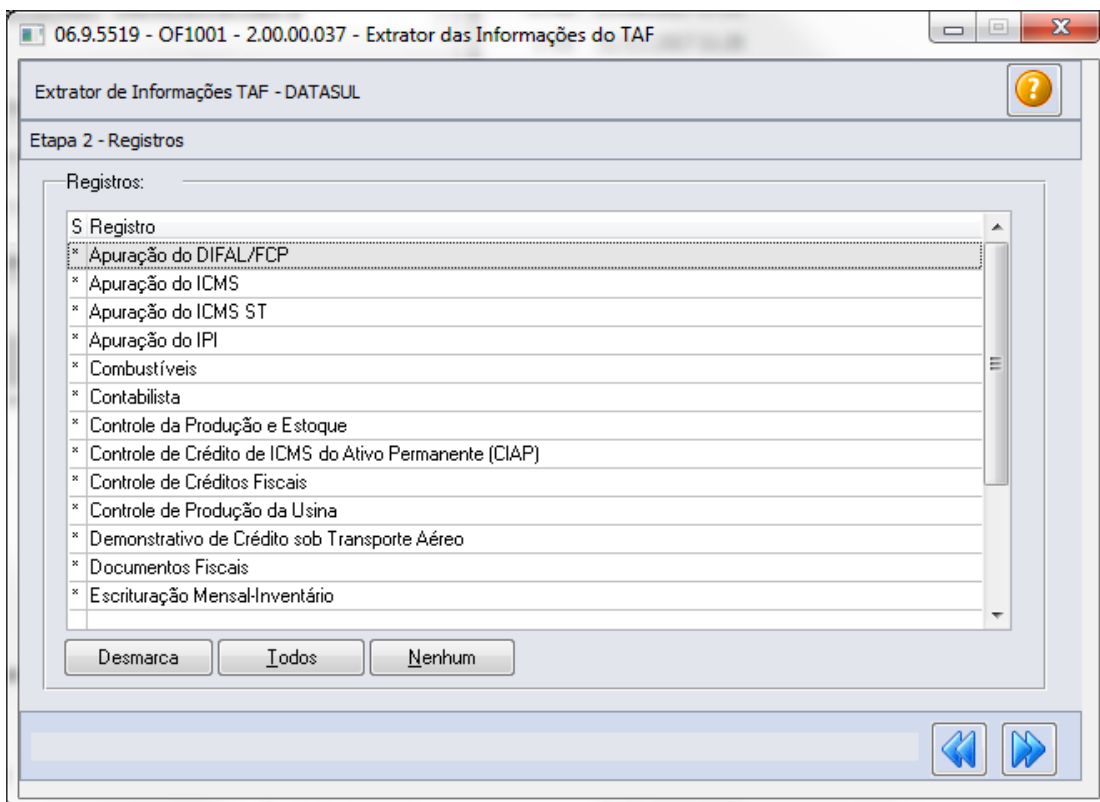 06.9.5519 - OF1001 - 2.00.00.037 - Extrator das Informações do TAF
Extrator de Informações TAF - DATASUL
Etapa 2 - Registros
Registros:
S Registro
* Apuração do DIFAL/FCP
* Apuração do ICMS
* Apuração do ICMS ST
* Apuração do IPI
* Combustíveis
* Contabilista
* Controle da Produção e Estoque
* Controle de Crédito de ICMS do Ativo Permanente (CIAP)
* Controle de Créditos Fiscais
* Controle de Produção da Usina
* Demonstrativo de Crédito sob Transporte Aéreo
* Documentos Fiscais
* Escrituração Mensal-Inventário
Desmarca Todos Nenhum